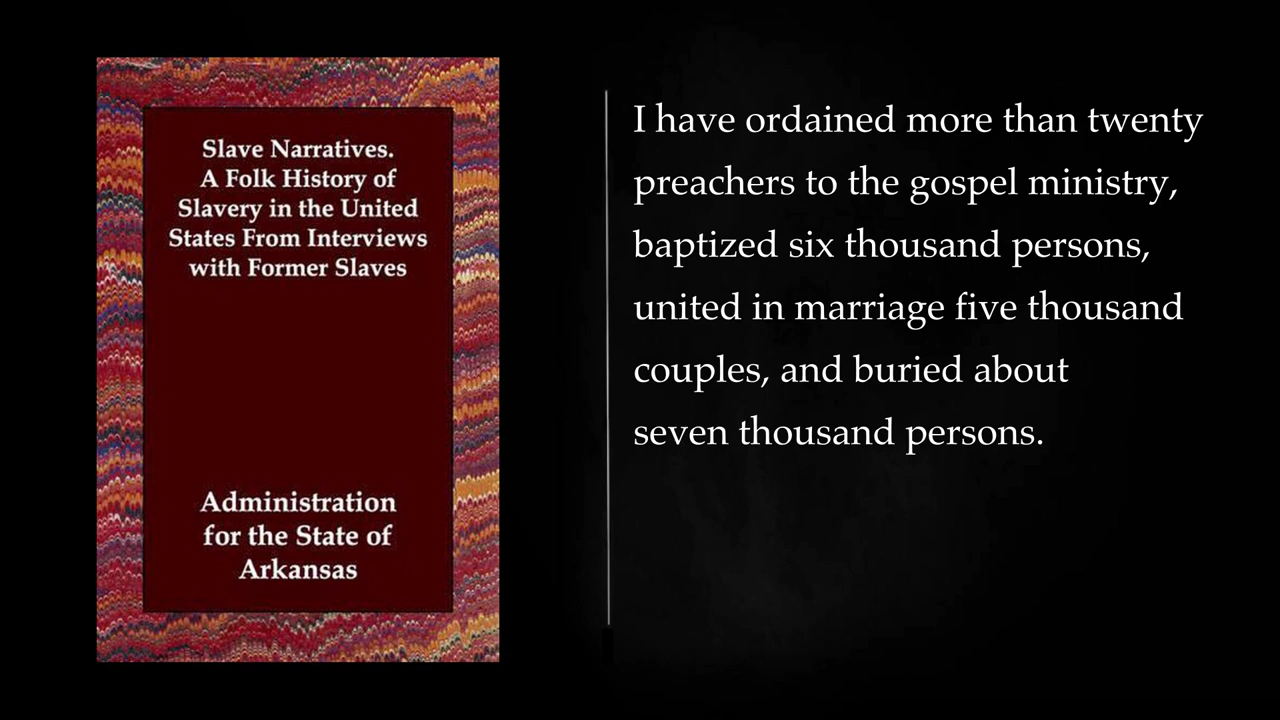 Slave Narratives.
A Folk History of
Slavery in the United
States From Interviews
with Former Slaves
Administration
for the State of
Arkansas
I have ordained more than twenty
preachers to the gospel ministry,
baptized six thousand persons,
united in marriage five thousand
couples, and buried about
seven thousand persons.